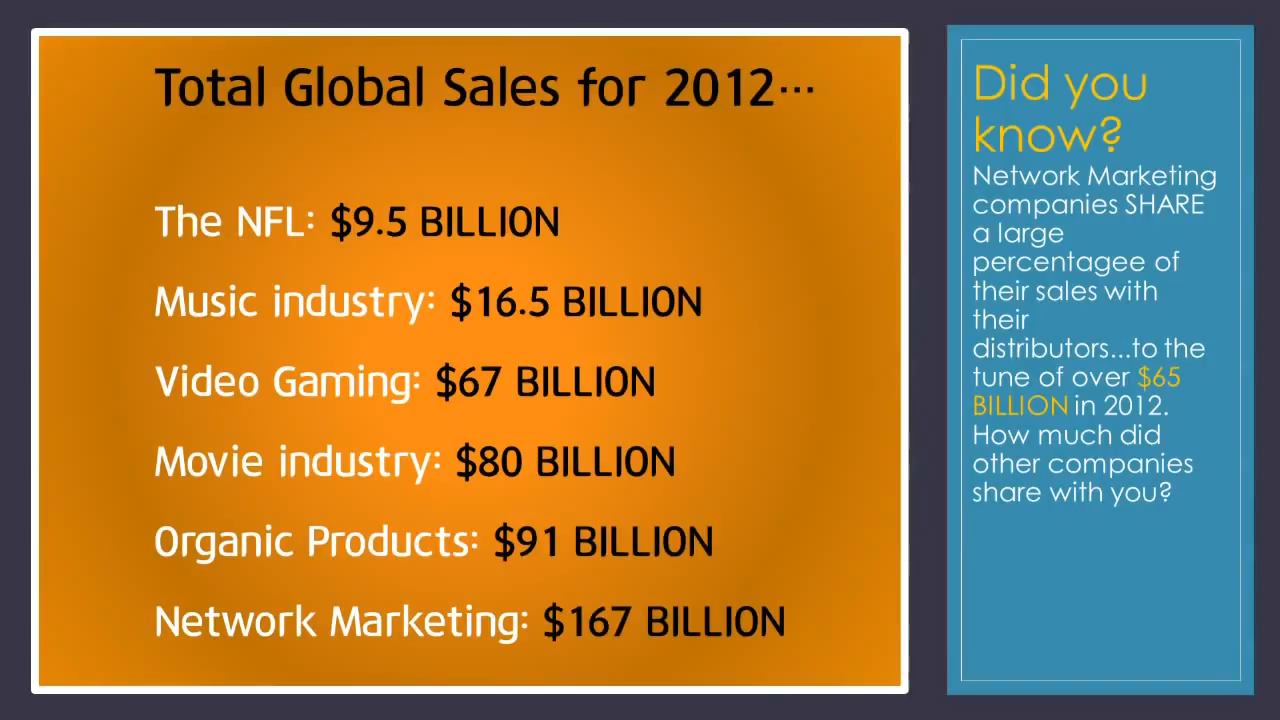 Total Global Sales for 2012...
The NFL: $9.5 BILLION
Music industry: $16.5 BILLION
Video Gaming: $67 BILLION
Movie industry: $80 BILLION
Organic Products: $91 BILLION
Network Marketing: $167 BILLION
Did you
know?
Network Marketing
companies SHARE
a large
percentagee of
their sales with
their
distributors...to the
tune of over $65
BILLION in 2012.
How much did
other companies
share with you?